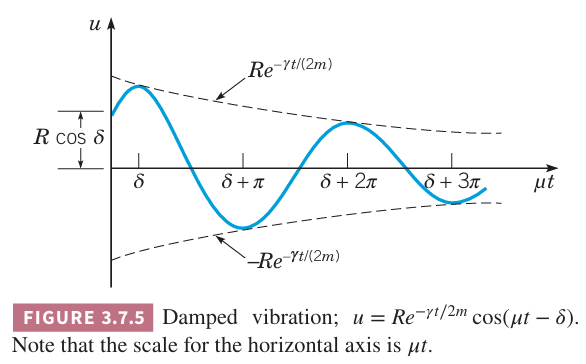 u
Re^{-γt/(2m)}
R cos δ
δ
δ + π
δ + 2π
δ + 3π
μt
–Re^{-γt/(2m)}
FIGURE 3.7.5 Damped vibration; u = Re^{−γt/2m} cos(μt − δ).
Note that the scale for the horizontal axis is μt.